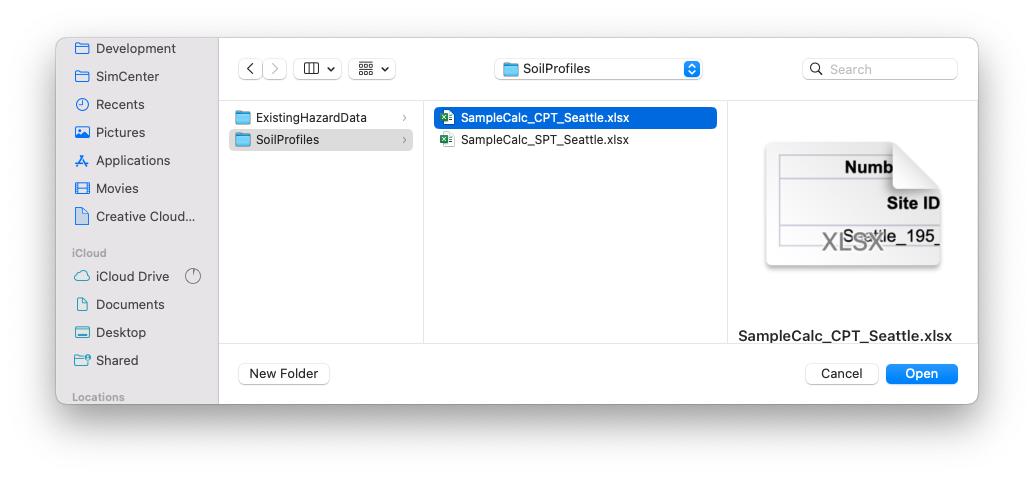 Development
SimCenter
Recents
Pictures
Applications
Movies
Creative Cloud...
iCloud
iCloud Drive
Documents
Desktop
Shared
Locations
SoilProfiles
Search
ExistingHazardData
SoilProfiles
SampleCalc_CPT_Seattle.xlsx
SampleCalc_SPT_Seattle.xlsx
Numb
Site ID
Seattle_195_
XLSX
SampleCalc_CPT_Seattle.xlsx
New Folder
Cancel
Open